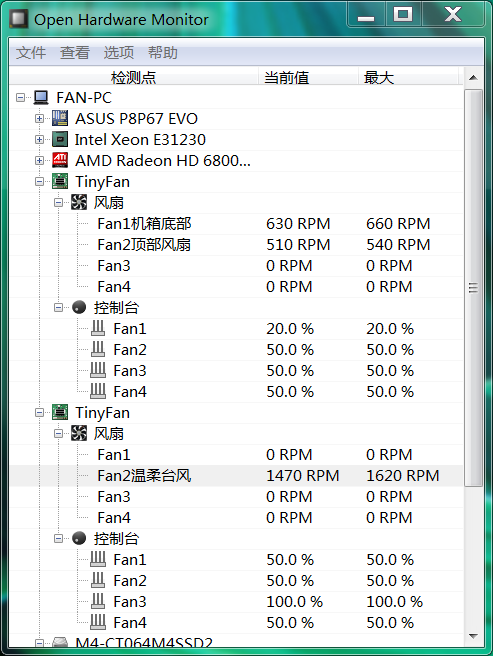 Open Hardware Monitor
文件 查看 选项 帮助
检测点 当前值 最大
FAN-PC
ASUS P8P67 EVO
Intel Xeon E31230
ATI AMD Radeon HD 6800...
TinyFan
风扇
Fan1机箱底部 630 RPM 660 RPM
Fan2顶部风扇 510 RPM 540 RPM
Fan3 0 RPM 0 RPM
Fan4 0 RPM 0 RPM
控制台
Fan1 20.0 % 20.0 %
Fan2 50.0 % 50.0 %
Fan3 50.0 % 50.0 %
Fan4 50.0 % 50.0 %
TinyFan
风扇
Fan1 0 RPM 0 RPM
Fan2温柔台风 1470 RPM 1620 RPM
Fan3 0 RPM 0 RPM
Fan4 0 RPM 0 RPM
控制台
Fan1 50.0 % 50.0 %
Fan2 50.0 % 50.0 %
Fan3 100.0 % 100.0 %
Fan4 50.0 % 50.0 %
M4-CT064M4SSD2